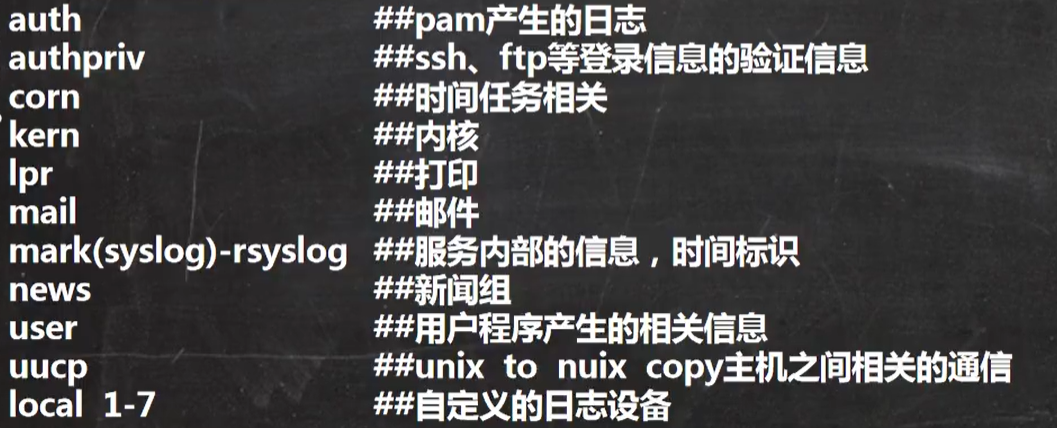 auth ##pam产生的日志
authpriv ##ssh、ftp等登录信息的验证信息
corn ##时间任务相关
kern ##内核
lpr ##打印
mail ##邮件
mark(syslog)-rsyslog ##服务内部的信息，时间标识
news ##新闻组
user ##用户程序产生的相关信息
uucp ##unix to nuix copy主机之间相关的通信
local 1-7 ##自定义的日志设备